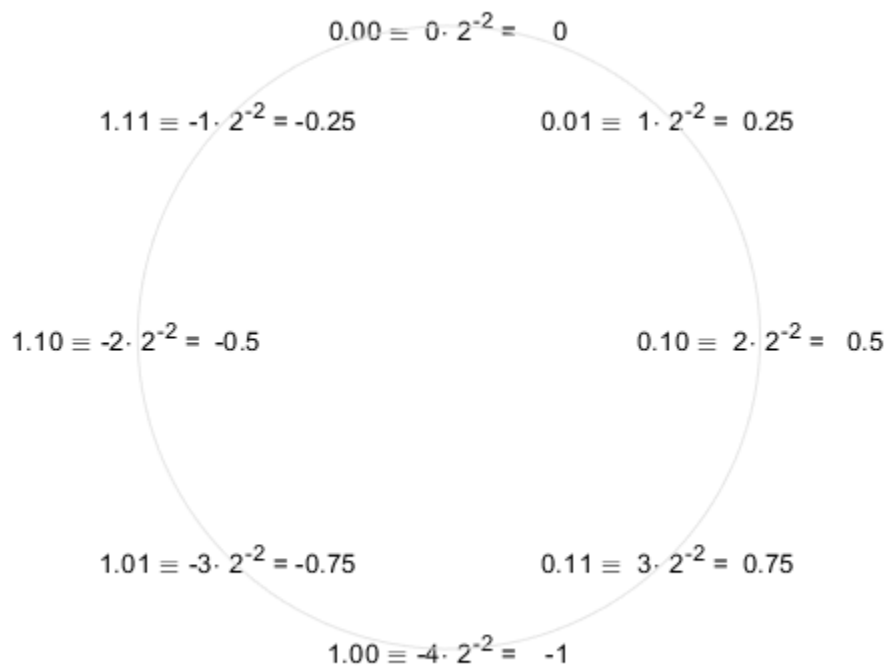 0.00 ≡ 0· 2⁻² = 0
1.11 ≡ -1· 2⁻² = -0.25
0.01 ≡ 1· 2⁻² = 0.25
1.10 ≡ -2· 2⁻² = -0.5
0.10 ≡ 2· 2⁻² = 0.5
1.01 ≡ -3· 2⁻² = -0.75
0.11 ≡ 3· 2⁻² = 0.75
1.00 ≡ -4· 2⁻² = -1